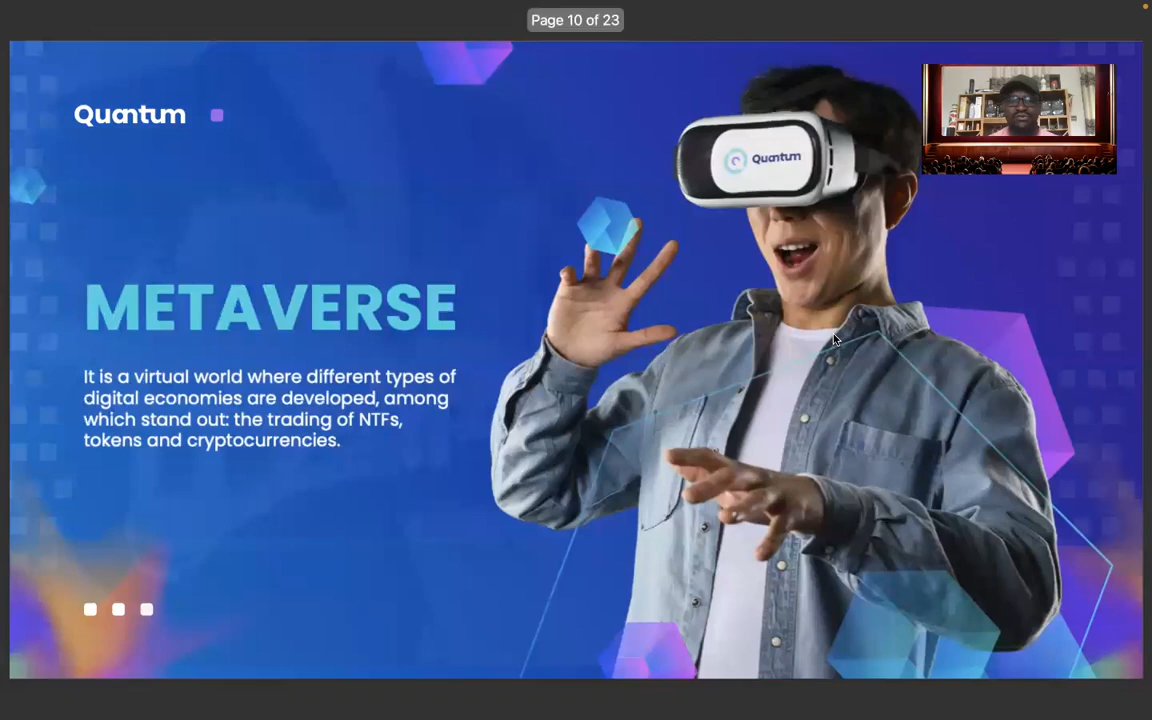 Page 10 of 23
Quantum
Quantum
METAVERSE
It is a virtual world where different types of
digital economies are developed, among
which stand out: the trading of NTFs,
tokens and cryptocurrencies.